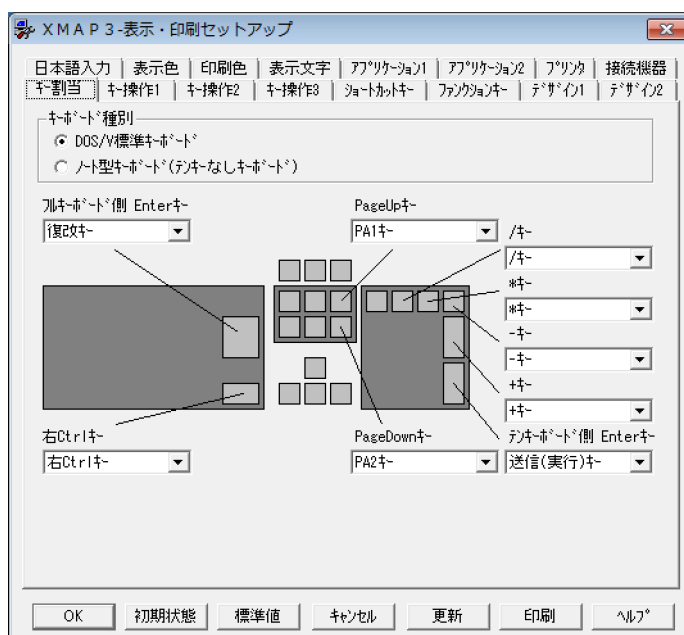 XMAP3-表示・印刷セットアップ
日本語入力 表示色 印刷色 表示文字 ｱﾌﾟﾘｹｰｼｮﾝ1 ｱﾌﾟﾘｹｰｼｮﾝ2 ﾌﾟﾘﾝﾀ 接続機器
ｷｰ割当 ｷｰ操作1 ｷｰ操作2 ｷｰ操作3 ｼｮｰﾄｶｯﾄｷｰ ﾌｧﾝｸｼｮﾝｷｰ ﾃﾞｻﾞｲﾝ1 ﾃﾞｻﾞｲﾝ2
ｷｰﾎﾞｰﾄﾞ種別
DOS/V標準ｷｰﾎﾞｰﾄﾞ
ﾉｰﾄ型ｷｰﾎﾞｰﾄﾞ(ﾃﾝｷｰなしｷｰﾎﾞｰﾄﾞ)
ﾌﾙｷｰﾎﾞｰﾄﾞ側 Enterｷｰ
復改ｷｰ
PageUpｷｰ
PA1ｷｰ
/ｷｰ
/ｷｰ
*ｷｰ
*ｷｰ
-ｷｰ
-ｷｰ
+ｷｰ
+ｷｰ
右Ctrlｷｰ
右Ctrlｷｰ
PageDownｷｰ
PA2ｷｰ
ﾃﾝｷｰﾎﾞｰﾄﾞ側 Enterｷｰ
送信(実行)ｷｰ
OK 初期状態 標準値 ｷｬﾝｾﾙ 更新 印刷 ﾍﾙﾌﾟ